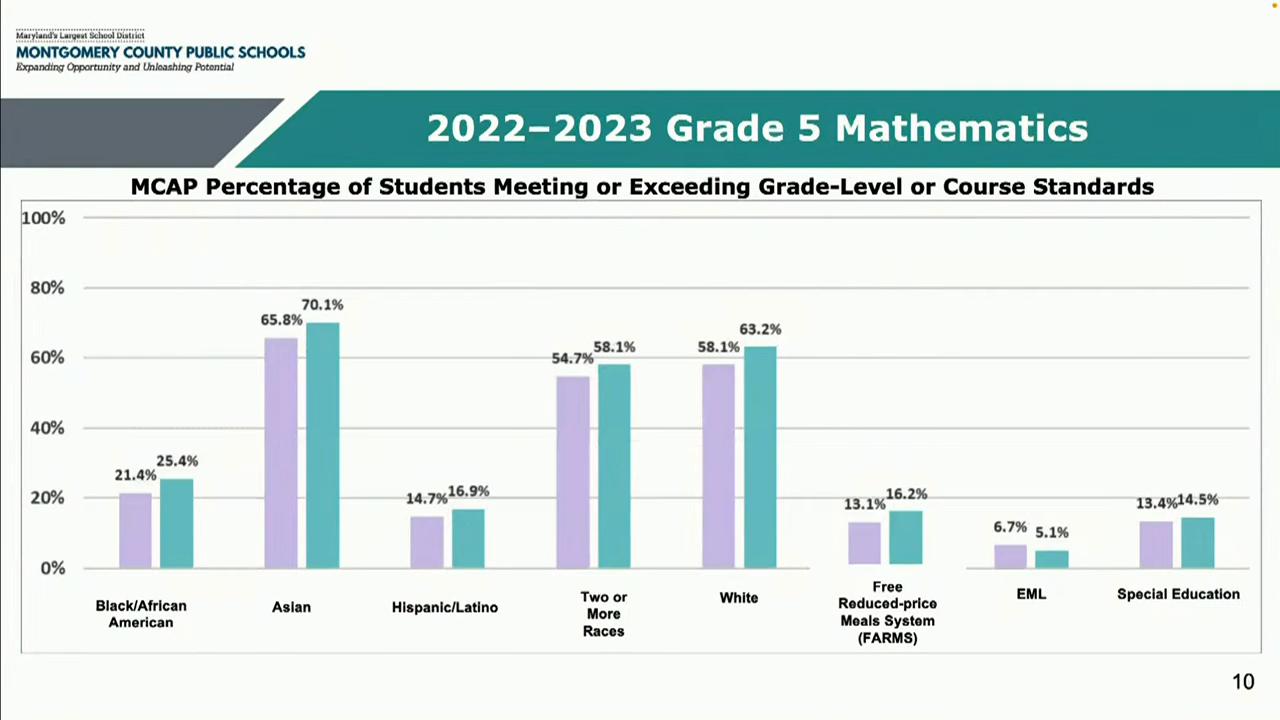 Maryland's Largest School District
MONTGOMERY COUNTY PUBLIC SCHOOLS
Expanding Opportunity and Unleashing Potential
2022–2023 Grade 5 Mathematics
MCAP Percentage of Students Meeting or Exceeding Grade-Level or Course Standards
100%
80%
60%
40%
20%
0%
21.4% 25.4%
65.8% 70.1%
14.7% 16.9%
54.7% 58.1%
58.1% 63.2%
13.1% 16.2%
6.7% 5.1%
13.4% 14.5%
Black/African
American
Asian
Hispanic/Latino
Two or
More
Races
White
Free
Reduced-price
Meals System
(FARMS)
EML
Special Education
10